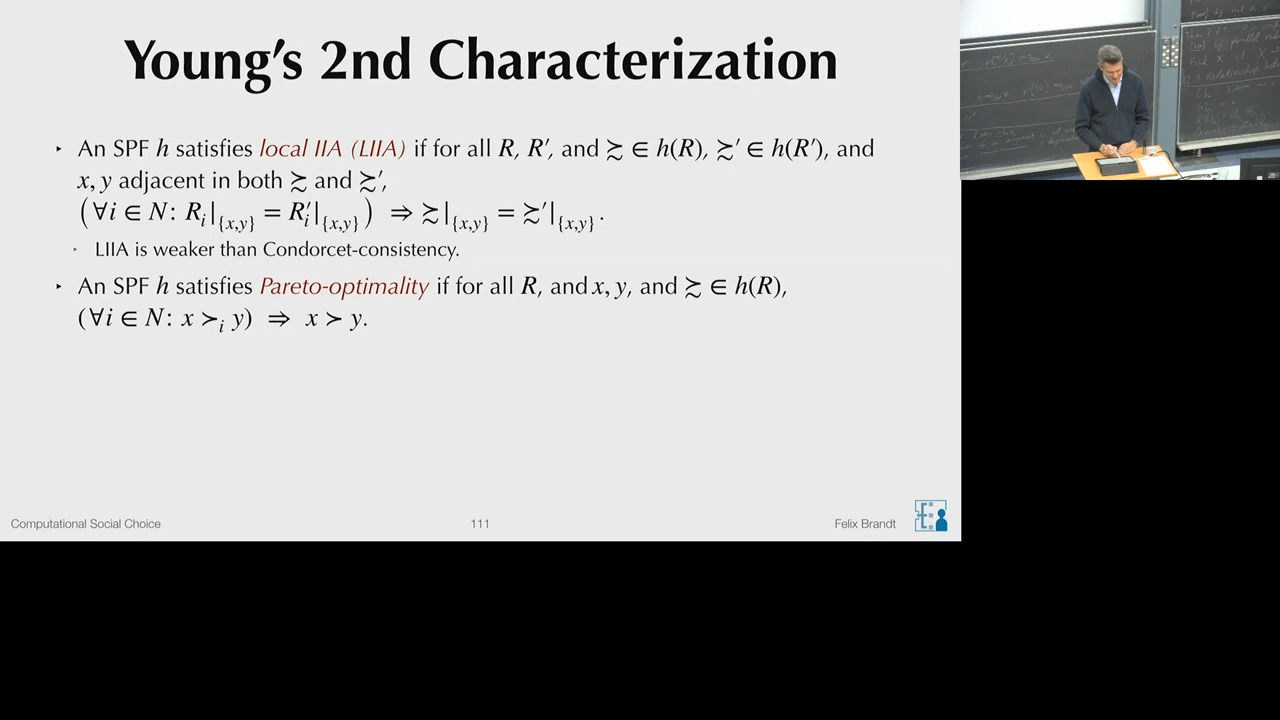 Young's 2nd Characterization
‣ An SPF h satisfies local IIA (LIIA) if for all R, R′, and ≿ ∈ h(R), ≿′ ∈ h(R′), and
x, y adjacent in both ≿ and ≿′,
(∀i ∈ N: R_i|_{x,y} = R′_i|_{x,y}) ⇒ ≿|_{x,y} = ≿′|_{x,y}.
‣ LIIA is weaker than Condorcet-consistency.
‣ An SPF h satisfies Pareto-optimality if for all R, and x, y, and ≿ ∈ h(R),
(∀i ∈ N: x ≻_i y) ⇒ x ≻ y.
Computational Social Choice
111
Felix Brandt